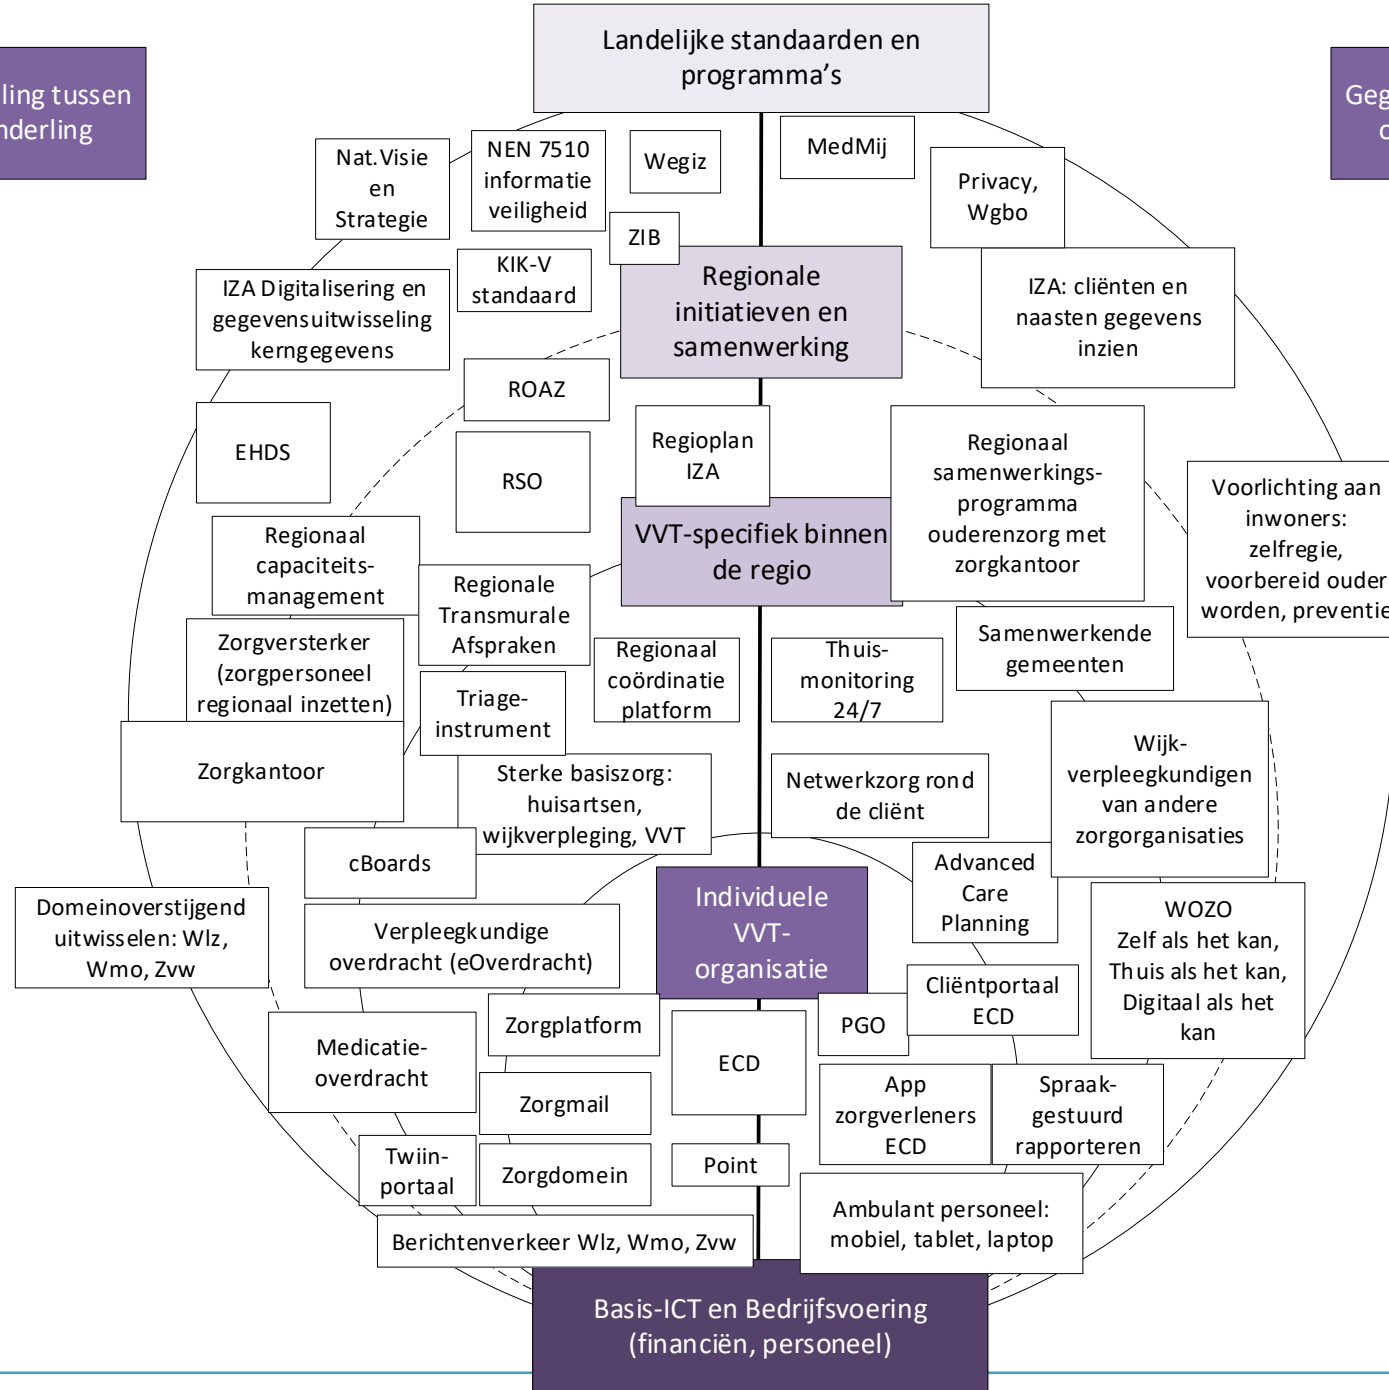 Landelijke standaarden en
programma’s
ling tussen
nderling
Geg
Nat.Visie
en
Strategie
NEN 7510
informatie
veiligheid
Wegiz
MedMij
Privacy,
Wgbo
ZIB
KIK-V
standaard
IZA Digitalisering en
gegevensuitwisseling
kerngegevens
Regionale
initiatieven en
samenwerking
IZA: cliënten en
naasten gegevens
inzien
ROAZ
EHDS
RSO
Regioplan
IZA
Regionaal
samenwerkings-
programma
ouderenzorg met
zorgkantoor
Voorlichting aan
inwoners:
zelfregie,
voorbereid ouder
worden, preventie
VVT-specifiek binnen
de regio
Regionaal
capaciteits-
management
Regionale
Transmurale
Afspraken
Zorgversterker
(zorgpersoneel
regionaal inzetten)
Regionaal
coördinatie
platform
Thuis-
monitoring
24/7
Samenwerkende
gemeenten
Triage-
instrument
Zorgkantoor
Sterke basiszorg:
huisartsen,
wijkverpleging, VVT
Netwerkzorg rond
de cliënt
Wijk-
verpleegkundigen
van andere
zorgorganisaties
cBoards
Advanced
Care
Planning
Domeinoverstijgend
uitwisselen: Wlz,
Wmo, Zvw
Verpleegkundige
overdracht (eOverdracht)
Individuele
VVT-
organisatie
WOZO
Zelf als het kan,
Thuis als het kan,
Digitaal als het
kan
Cliëntportaal
ECD
Zorgplatform
PGO
ECD
Medicatie-
overdracht
Zorgmail
App
zorgverleners
ECD
Spraak-
gestuurd
rapporteren
Twiin-
portaal
Zorgdomein
Point
Ambulant personeel:
mobiel, tablet, laptop
Berichtenverkeer Wlz, Wmo, Zvw
Basis-ICT en Bedrijfsvoering
(financiën, personeel)